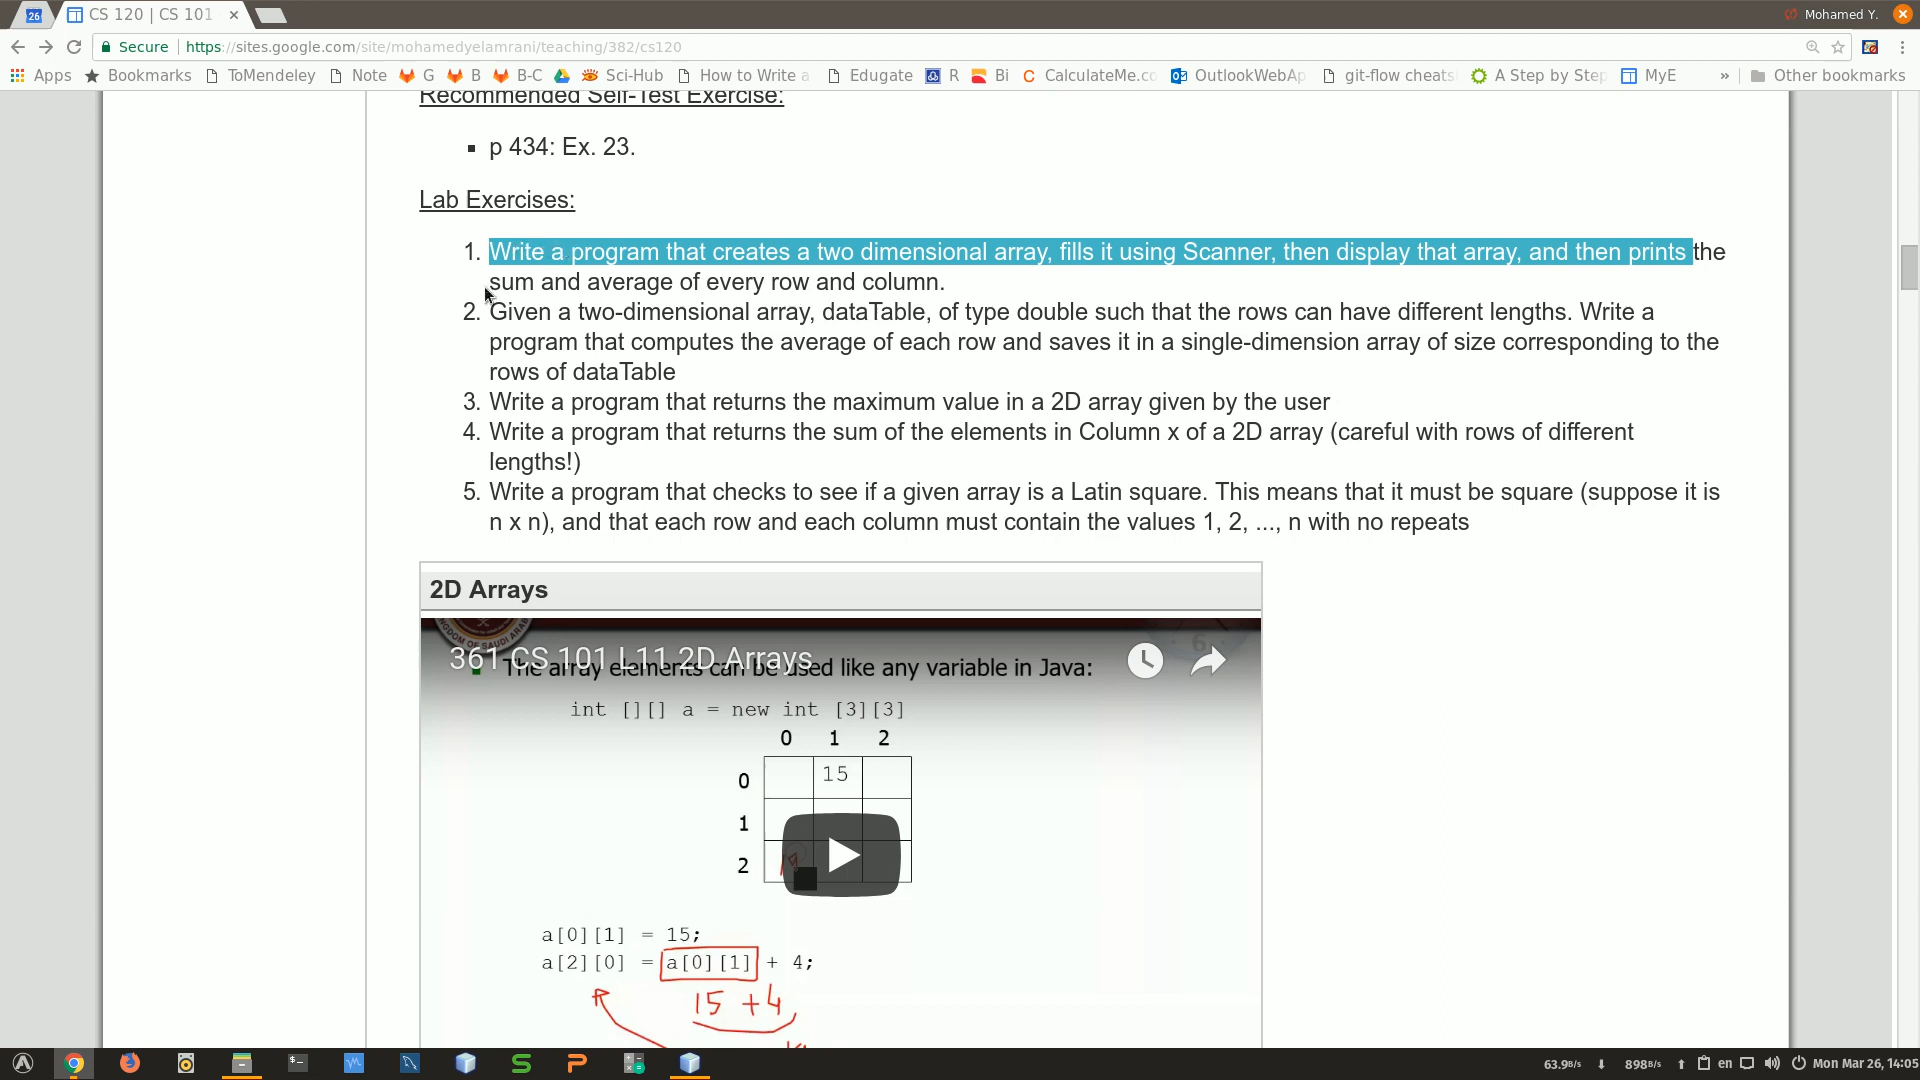 26
CS 120 | CS 101
Mohamed Y.
Secure
https://sites.google.com/site/mohamedyelamrani/teaching/382/cs120
Apps Bookmarks ToMendeley Note G B B-C Sci-Hub How to Write a Edugate R Bi CalculateMe.co OutlookWebAp git-flow cheats A Step by Step MyE » Other bookmarks
Recommended Self-Test Exercise:
p 434: Ex. 23.
Lab Exercises:
1. Write a program that creates a two dimensional array, fills it using Scanner, then display that array, and then prints the
sum and average of every row and column.
2. Given a two-dimensional array, dataTable, of type double such that the rows can have different lengths. Write a
program that computes the average of each row and saves it in a single-dimension array of size corresponding to the
rows of dataTable
3. Write a program that returns the maximum value in a 2D array given by the user
4. Write a program that returns the sum of the elements in Column x of a 2D array (careful with rows of different
lengths!)
5. Write a program that checks to see if a given array is a Latin square. This means that it must be square (suppose it is
n x n), and that each row and each column must contain the values 1, 2, ..., n with no repeats
2D Arrays
361 CS 101 L11 2D Arrays
The array elements can be used like any variable in Java:
6
int [][] a = new int [3][3]
0 1 2
0 15
1
2
a[0][1] = 15;
a[2][0] = a[0][1] + 4;
15 + 4
63.9B/s 898B/s en Mon Mar 26, 14:05